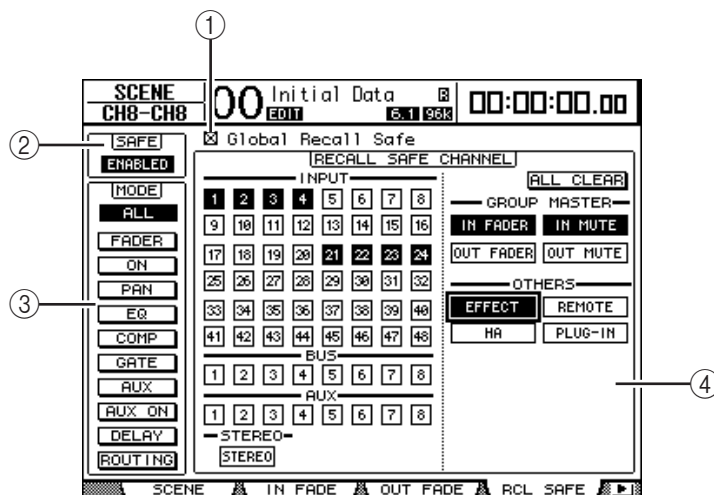 1
SCENE
CH8-CH8
00 Initial Data R
EDIT 6.1 96k
00:00:00.00
2
SAFE
ENABLED
Global Recall Safe
RECALL SAFE CHANNEL
3
MODE
ALL
FADER
ON
PAN
EQ
COMP
GATE
AUX
AUX ON
DELAY
ROUTING
INPUT
1 2 3 4 5 6 7 8
9 10 11 12 13 14 15 16
17 18 19 20 21 22 23 24
25 26 27 28 29 30 31 32
33 34 35 36 37 38 39 40
41 42 43 44 45 46 47 48
BUS
1 2 3 4 5 6 7 8
AUX
1 2 3 4 5 6 7 8
STEREO
STEREO
ALL CLEAR
GROUP MASTER
IN FADER IN MUTE
OUT FADER OUT MUTE
OTHERS
EFFECT REMOTE
HA PLUG-IN
4
SCENE IN FADE OUT FADE RCL SAFE